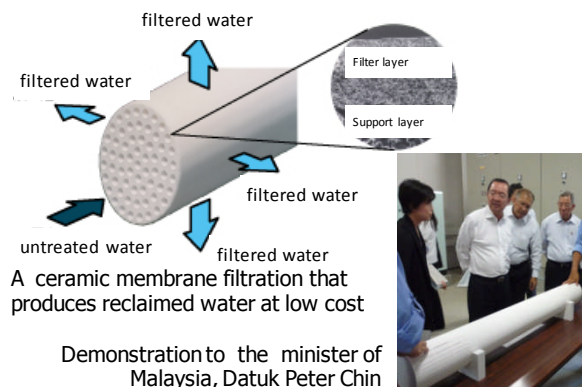 filtered water
filtered water
Filter layer
Support layer
filtered water
untreated water
filtered water
A ceramic membrane filtration that
produces reclaimed water at low cost
Demonstration to the minister of
Malaysia, Datuk Peter Chin